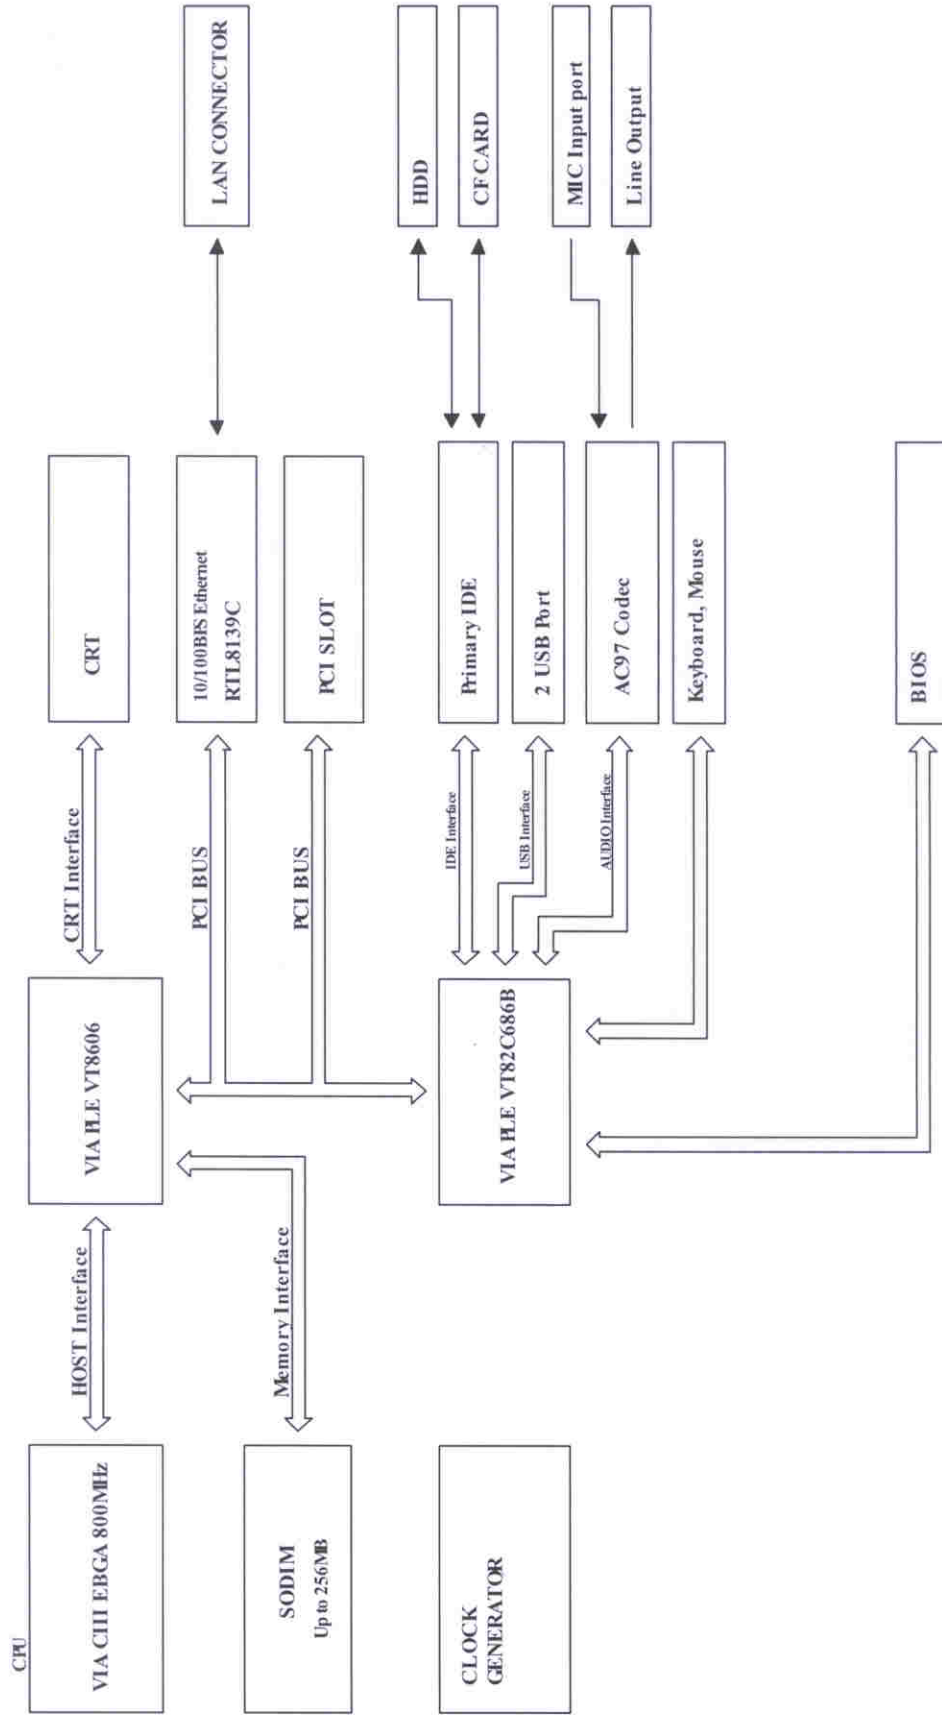 CPU
VIA CIII EBGA 800MHz
HOST Interface
VIA PLE VT8606
CRT Interface
CRT
SODIM
Up to 256MB
Memory Interface
PCI BUS
10/100BIS Ethernet
RTL8139C
LAN CONNECTOR
PCI BUS
PCI SLOT
CLOCK
GENERATOR
VIA PLE VT82C686B
IDE Interface
Primary IDE
HDD
CFCARD
USB Interface
2 USB Port
AUDIO Interface
AC97 Codec
MIC Input port
Line Output
Keyboard, Mouse
BIOS